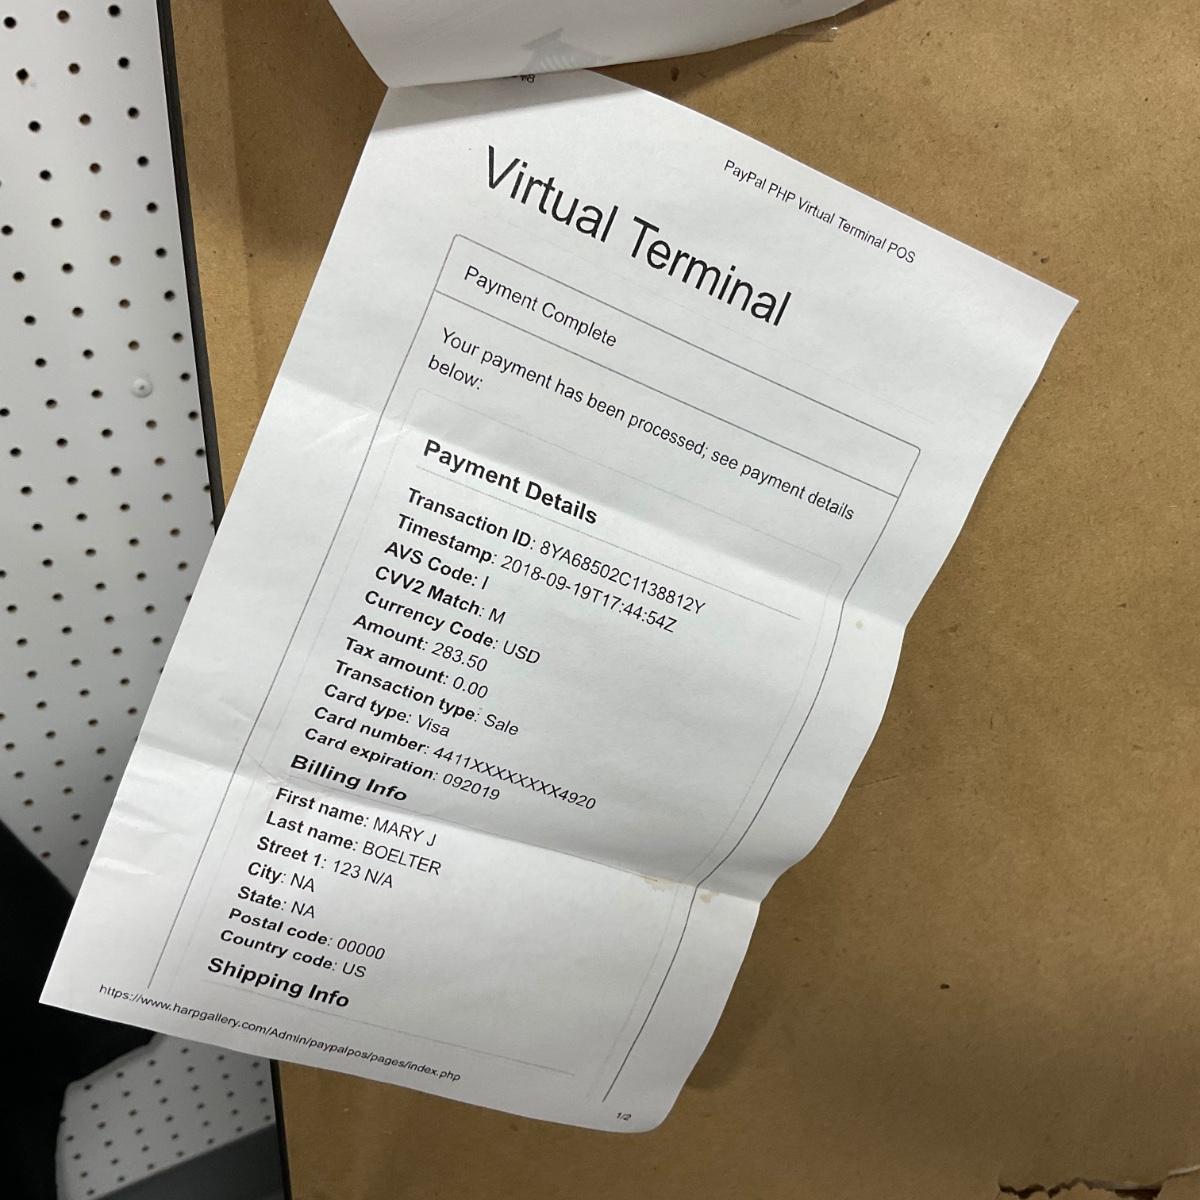 PayPal PHP Virtual Terminal POS
Virtual Terminal
Payment Complete
Your payment has been processed; see payment details
below:
Payment Details
Transaction ID: 8YA68502C1138812Y
Timestamp: 2018-09-19T17:44:54Z
AVS Code: I
CVV2 Match: M
Currency Code: USD
Amount: 283.50
Tax amount: 0.00
Transaction type: Sale
Card type: Visa
Card number: 4411XXXXXXXX4920
Card expiration: 092019
Billing Info
First name: MARY J
Last name: BOELTER
Street 1: 123 N/A
City: NA
State: NA
Postal code: 00000
Country code: US
Shipping Info
https://www.harpgallery.com/Admin/paypalpos/pages/index.php
1/2